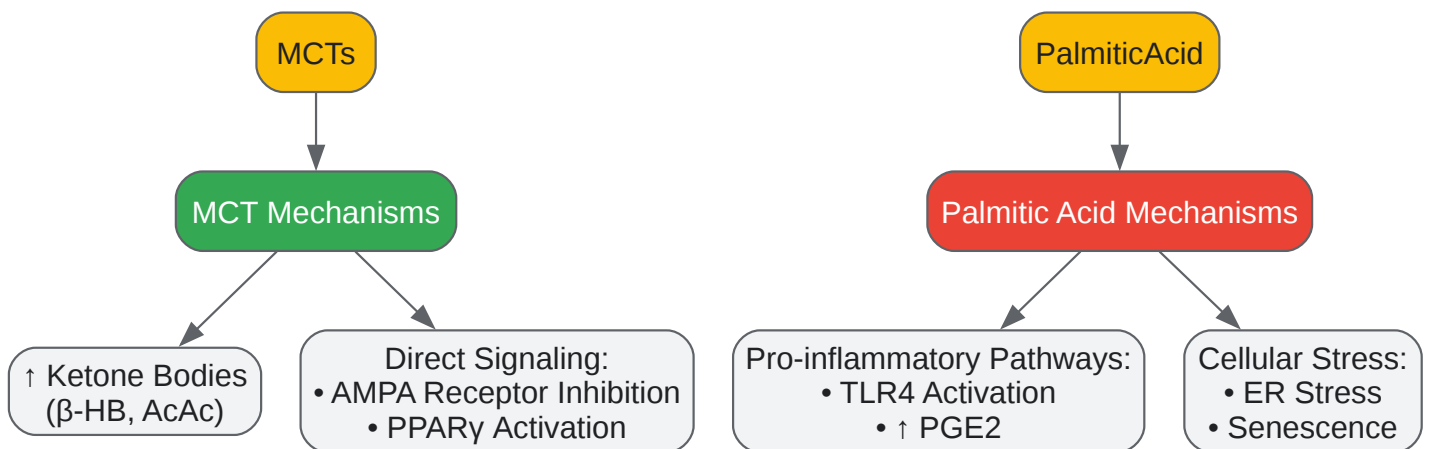 MCTs
PalmiticAcid
MCT Mechanisms
Palmitic Acid Mechanisms
↑ Ketone Bodies
(β-HB, AcAc)
Direct Signaling:
• AMPA Receptor Inhibition
• PPARγ Activation
Pro-inflammatory Pathways:
• TLR4 Activation
• ↑ PGE2
Cellular Stress:
• ER Stress
• Senescence